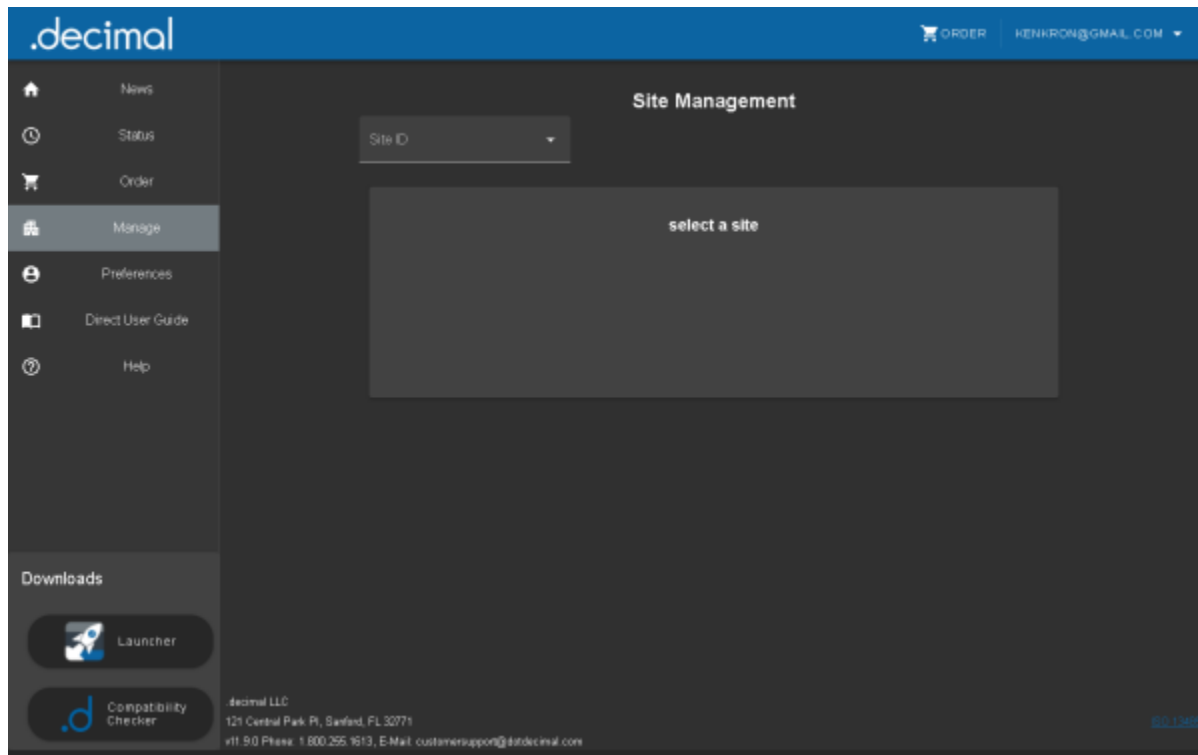 .decimal
ORDER
KENKRON@GMAIL.COM
News
Status
Order
Manage
Preferences
Direct User Guide
Help
Site Management
Site ID
select a site
Downloads
Launcher
.d
Compatibility
Checker
.decimal LLC
121 Central Park Pl, Sanford, FL 32771
v11.9.0 Phone: 1.800.255.1613, E-Mail: customersupport@dotdecimal.com
ISO